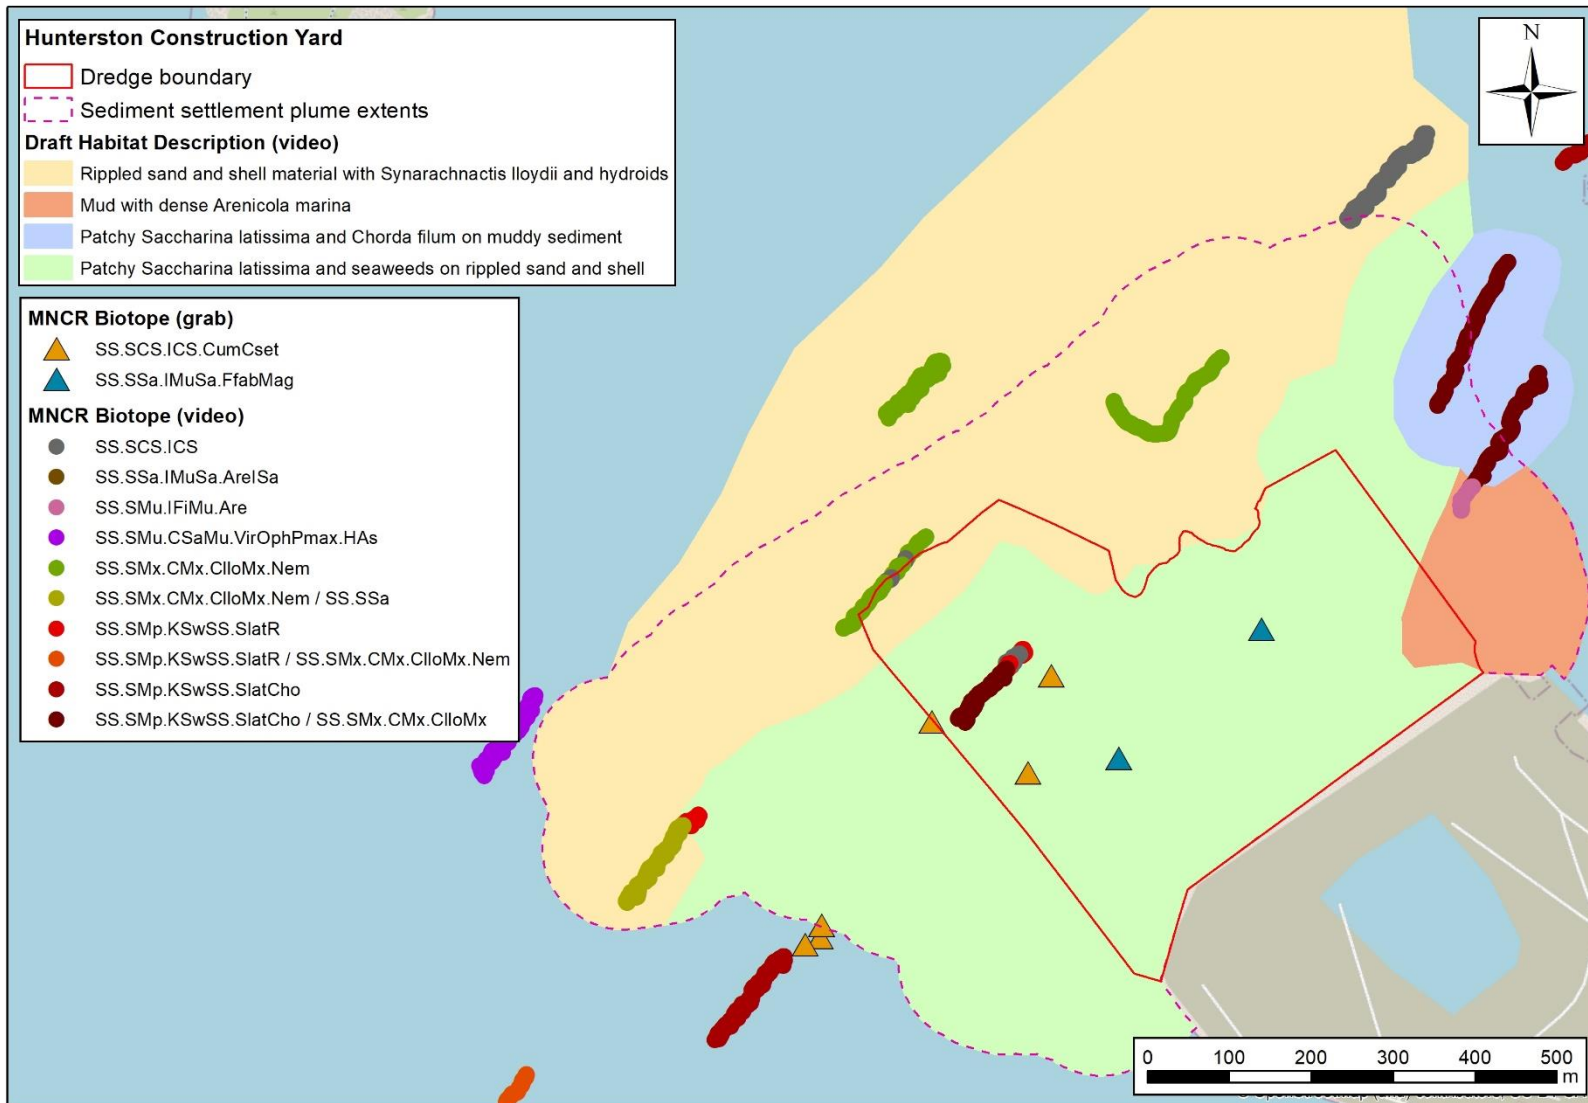 Hunterston Construction Yard
Dredge boundary
Sediment settlement plume extents
Draft Habitat Description (video)
Rippled sand and shell material with Synarachnactis lloydii and hydroids
Mud with dense Arenicola marina
Patchy Saccharina latissima and Chorda filum on muddy sediment
Patchy Saccharina latissima and seaweeds on rippled sand and shell
MNCR Biotope (grab)
SS.SCS.ICS.CumCset
SS.SSa.IMuSa.FfabMag
MNCR Biotope (video)
SS.SCS.ICS
SS.SSa.IMuSa.ArelSa
SS.SMu.IFiMu.Are
SS.SMu.CSaMu.VirOphPmax.HAs
SS.SMx.CMx.ClloMx.Nem
SS.SMx.CMx.ClloMx.Nem / SS.SSa
SS.SMp.KSwSS.SlatR
SS.SMp.KSwSS.SlatR / SS.SMx.CMx.ClloMx.Nem
SS.SMp.KSwSS.SlatCho
SS.SMp.KSwSS.SlatCho / SS.SMx.CMx.ClloMx
N
0 100 200 300 400 500
m